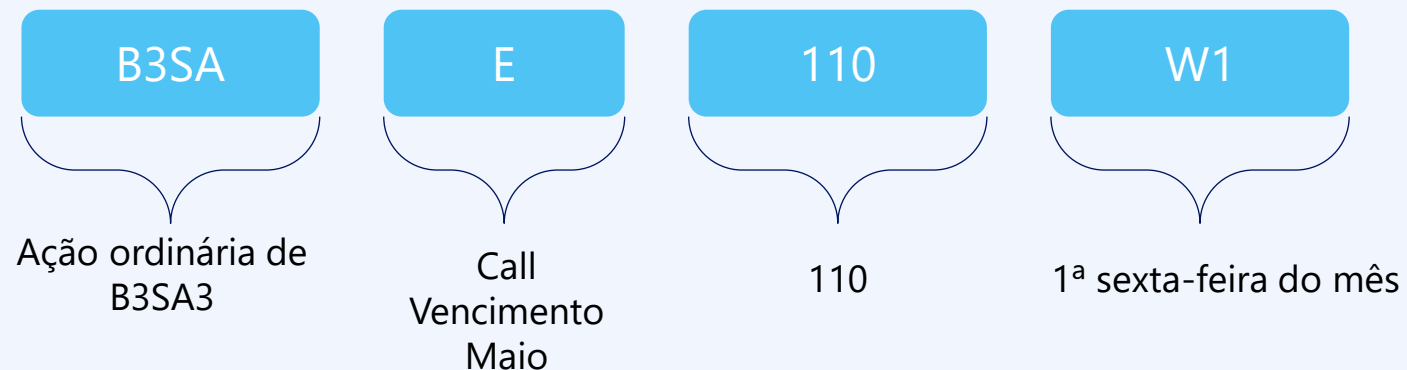 B3SA
E
110
W1
Ação ordinária de
B3SA3
Call
Vencimento
Maio
110
1ª sexta-feira do mês